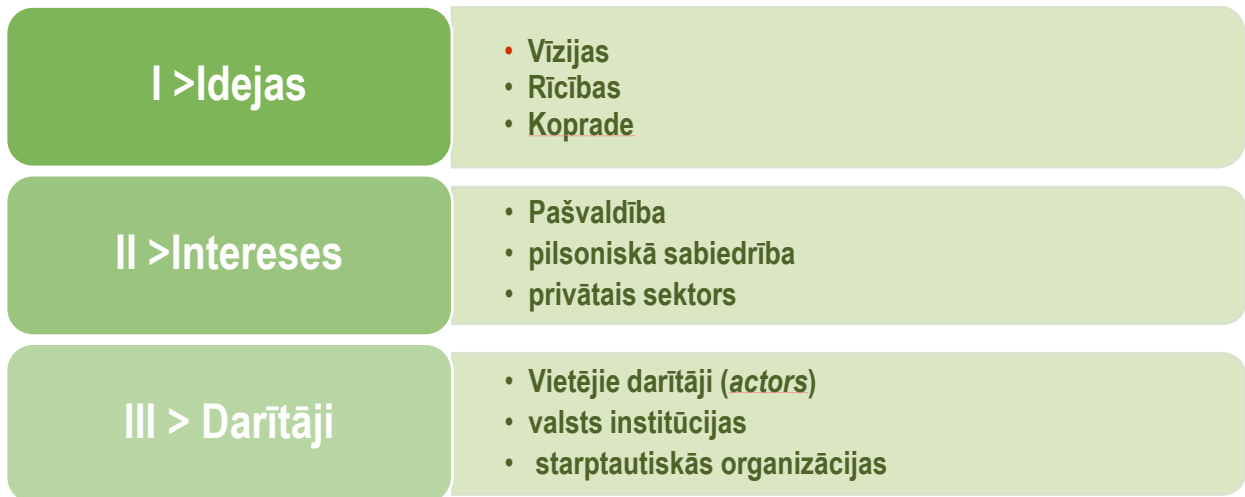 I >Idejas
• Vīzijas
• Rīcības
• Koprade
II >Intereses
• Pašvaldība
• pilsoniskā sabiedrība
• privātais sektors
III > Darītāji
• Vietējie darītāji (actors)
• valsts institūcijas
• starptautiskās organizācijas